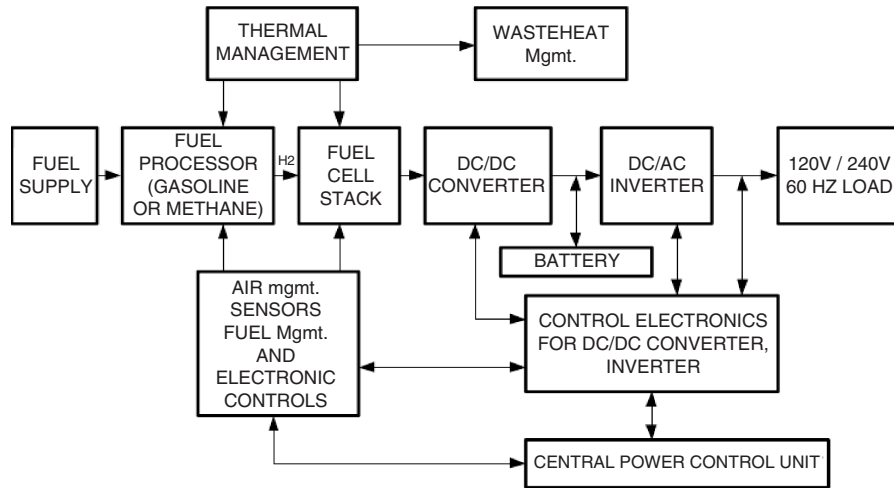 THERMAL
MANAGEMENT
WASTEHEAT
Mgmt.
FUEL
SUPPLY
FUEL
PROCESSOR
(GASOLINE
OR METHANE)
H2
FUEL
CELL
STACK
DC/DC
CONVERTER
DC/AC
INVERTER
120V / 240V
60 HZ LOAD
BATTERY
AIR mgmt.
SENSORS
FUEL Mgmt.
AND
ELECTRONIC
CONTROLS
CONTROL ELECTRONICS
FOR DC/DC CONVERTER,
INVERTER
CENTRAL POWER CONTROL UNIT